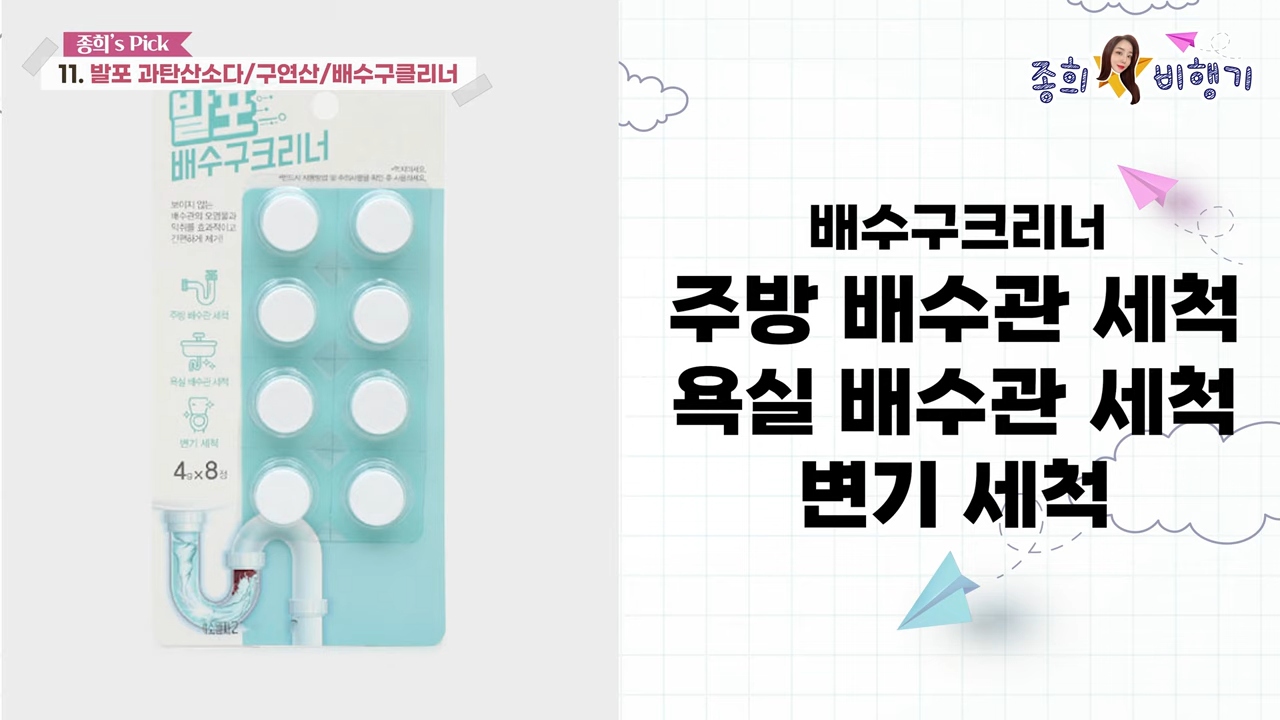 종희's Pick
11. 발포 과탄산소다/구연산/배수구클리너
종희 비행기
발포
배수구크리너
보이지 않는
배수관의 오염물과
악취를 효과적이고
간편하게 제거!
주방 배수관 세척
욕실 배수관 세척
변기 세척
4g x 8정
배수구크리너
주방 배수관 세척
욕실 배수관 세척
변기 세척